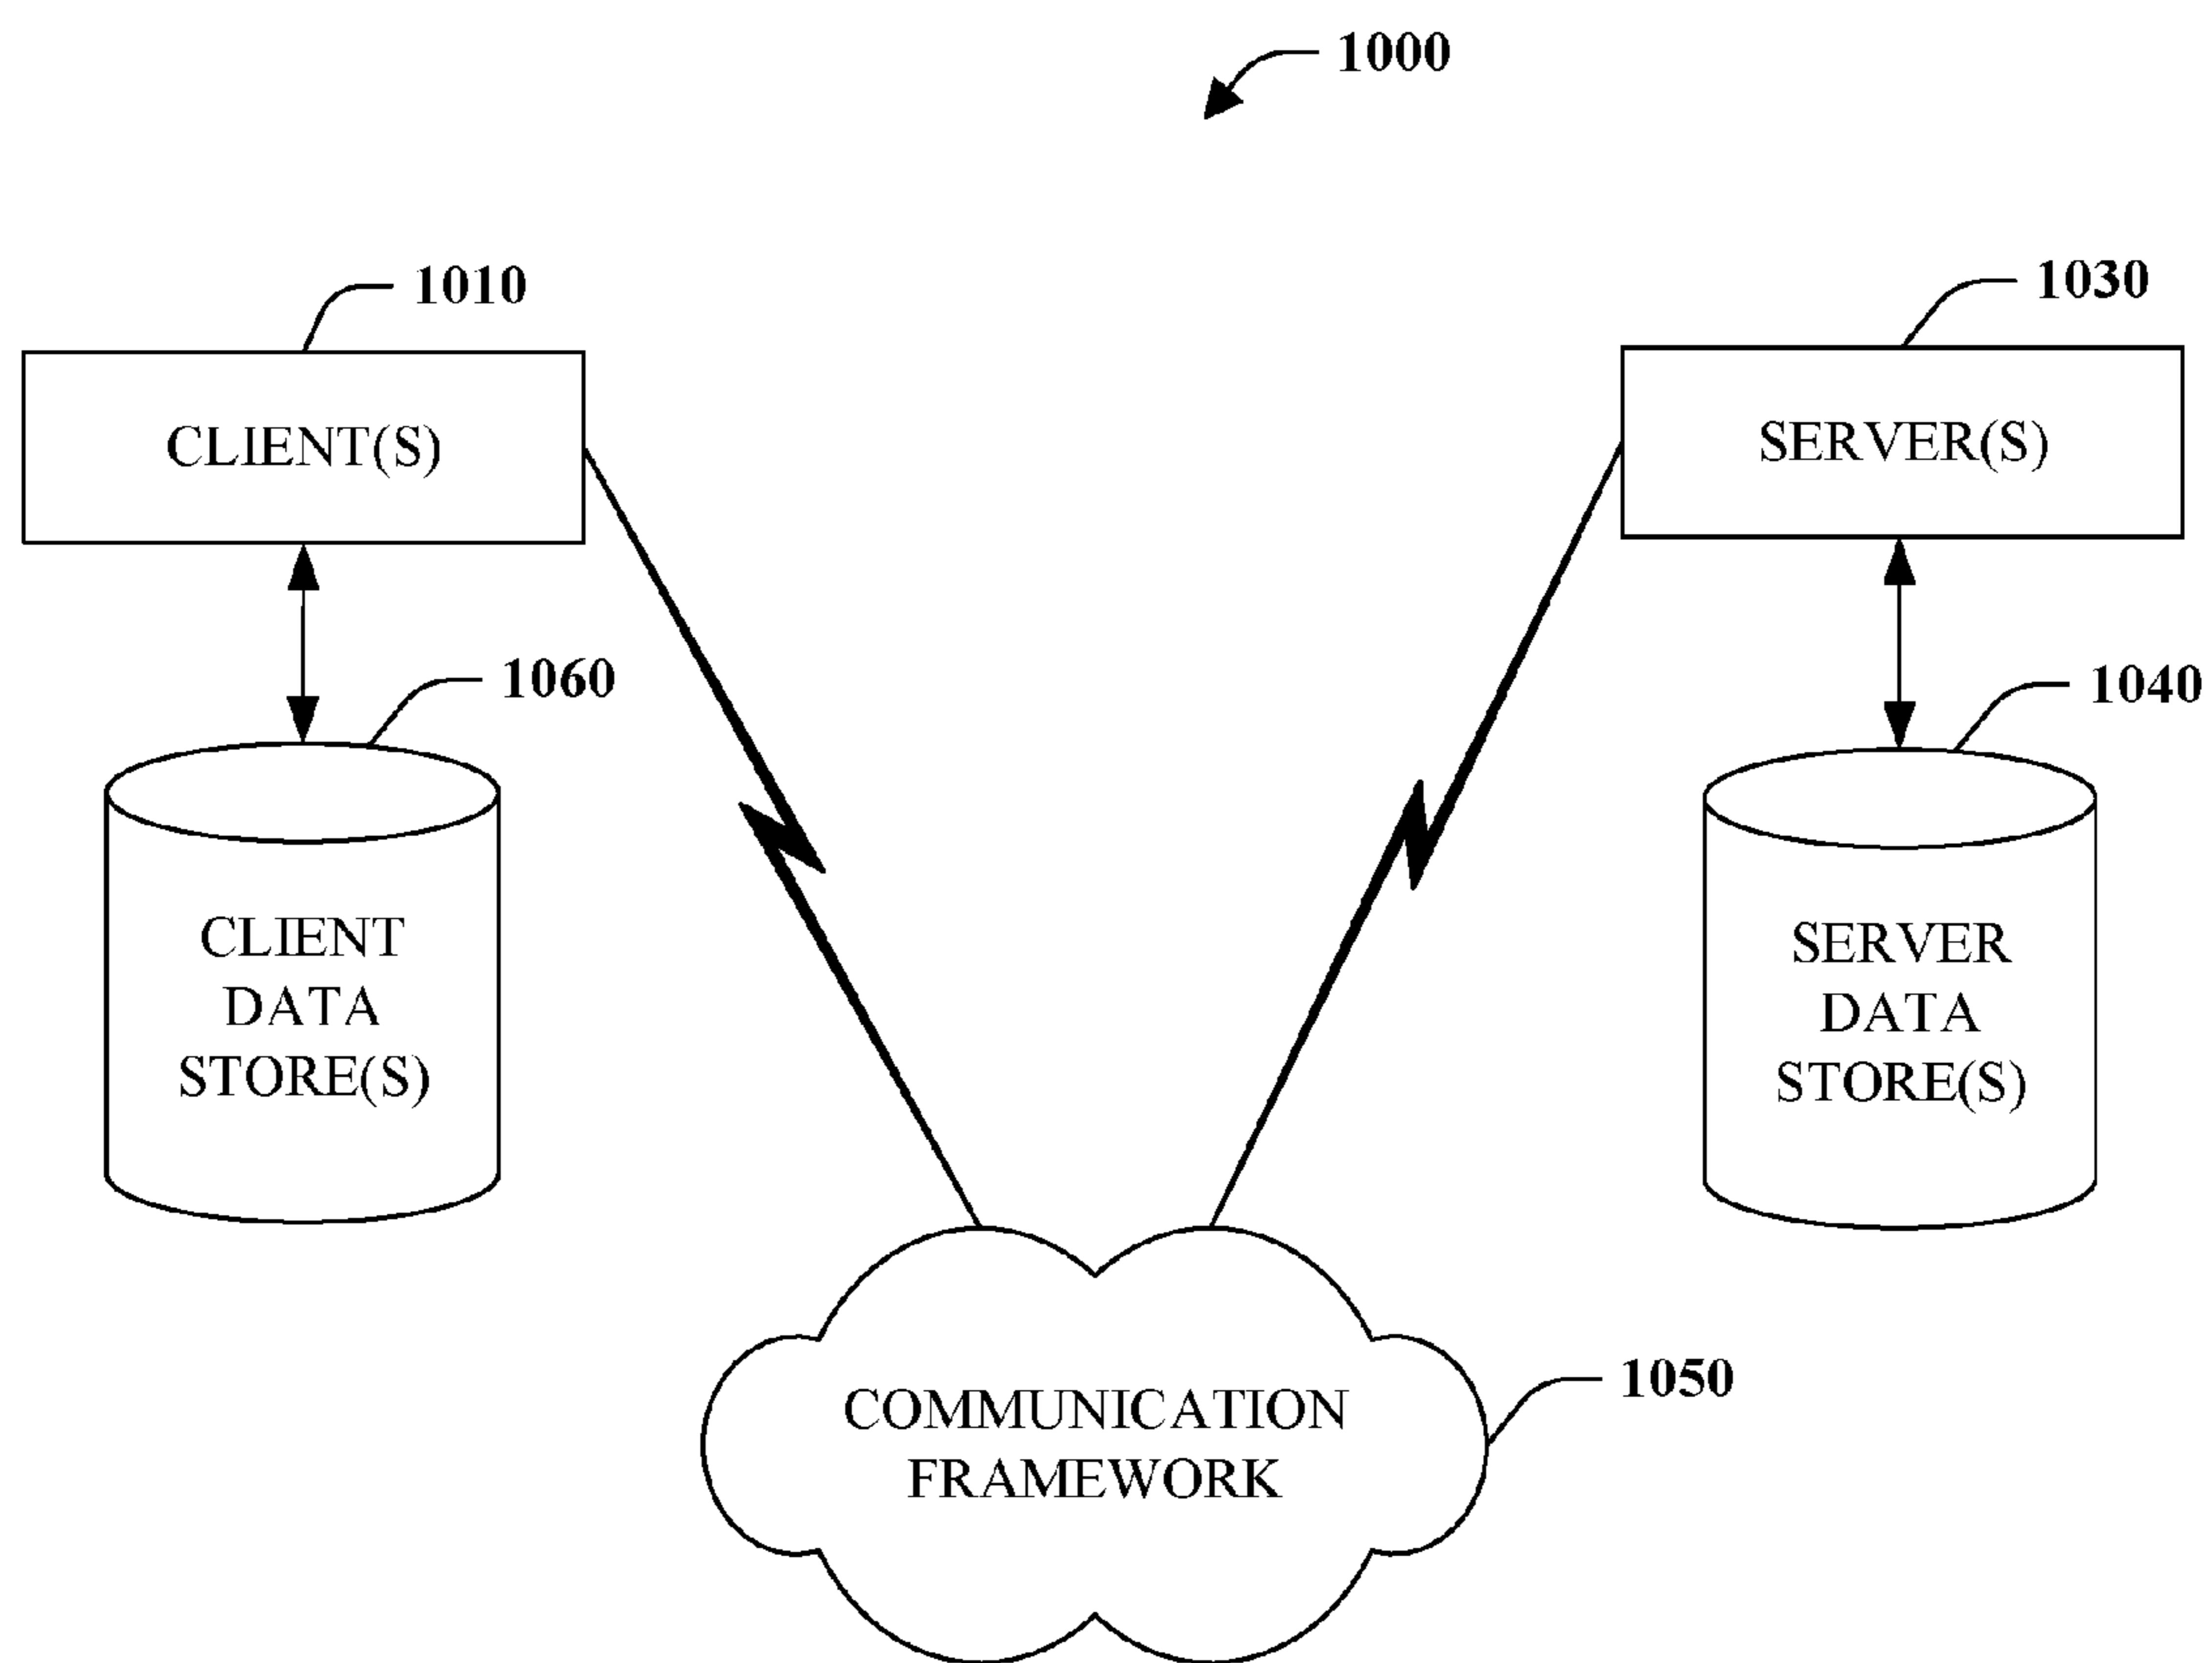 1000
1010
1030
CLIENT(S)
SERVER(S)
1060
1040
CLIENT
DATA
STORE(S)
SERVER
DATA
STORE(S)
1050
COMMUNICATION
FRAMEWORK